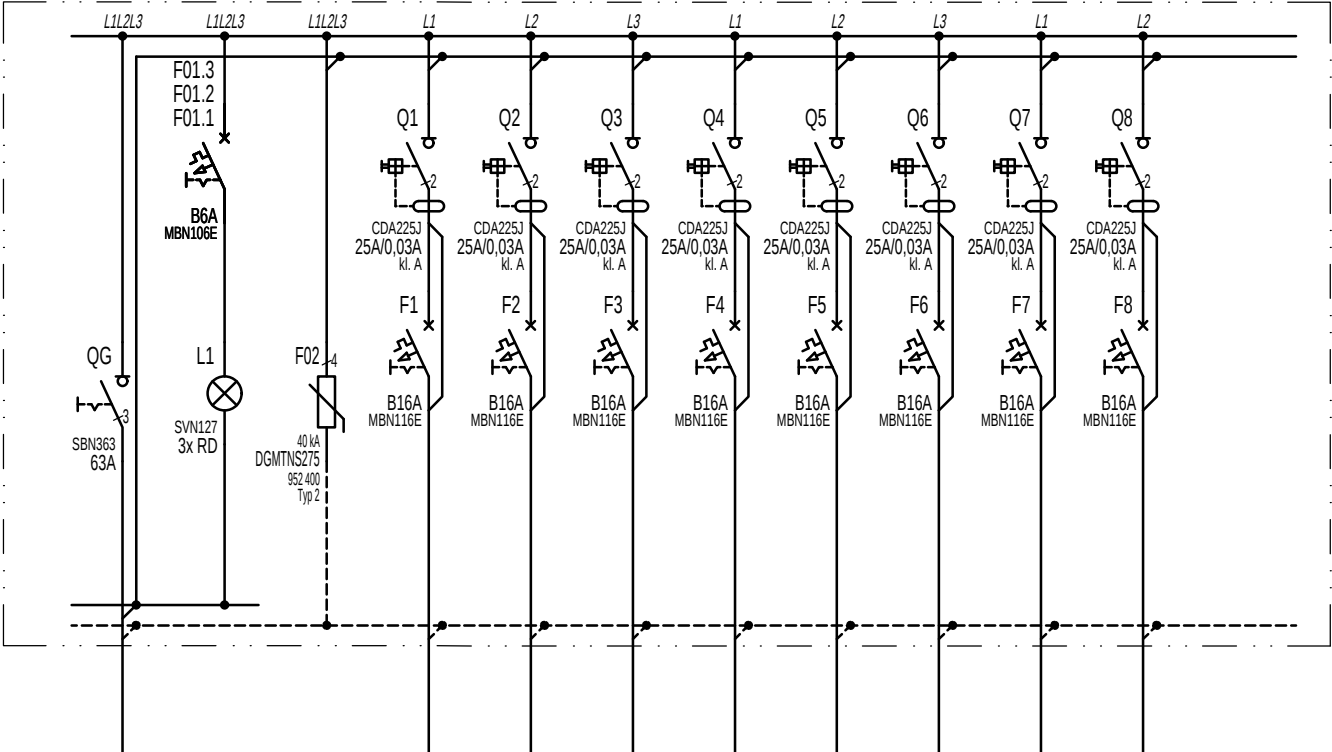 L1L2L3 L1L2L3 L1L2L3 L1 L2 L3 L1 L2 L3 L1 L2
F01.3
F01.2
F01.1
B6A
MBN106E
QG
3
SBN363
63A
L1
SVN127
3x RD
F02 4
40 kA
DGMTNS275
952 400
Typ 2
Q1 Q2 Q3 Q4 Q5 Q6 Q7 Q8
2 2 2 2 2 2 2 2
CDA225J CDA225J CDA225J CDA225J CDA225J CDA225J CDA225J CDA225J
25A/0,03A 25A/0,03A 25A/0,03A 25A/0,03A 25A/0,03A 25A/0,03A 25A/0,03A 25A/0,03A
kl. A kl. A kl. A kl. A kl. A kl. A kl. A kl. A
F1 F2 F3 F4 F5 F6 F7 F8
B16A B16A B16A B16A B16A B16A B16A B16A
MBN116E MBN116E MBN116E MBN116E MBN116E MBN116E MBN116E MBN116E